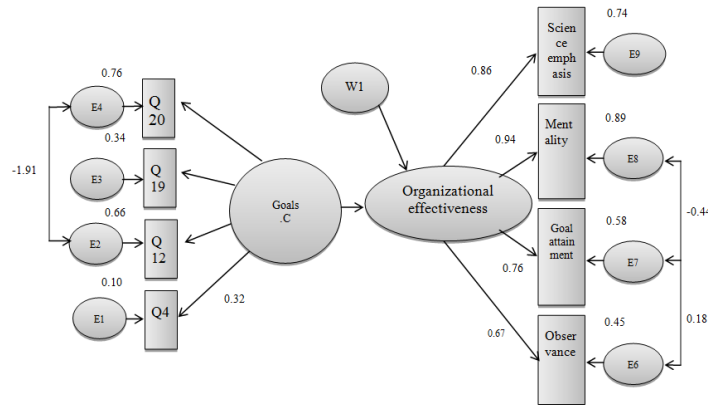 0.74
Scien
ce
emph
asis
E9
0.76
Q
20
E4
W1
0.86
0.34
Ment
ality
0.89
E8
0.94
-1.91
E3
Q
19
Goals
.C
Organizational
effectiveness
0.66
E2
Q
12
Goal
attain
ment
0.58
E7
-0.44
0.76
0.10
E1
Q4
0.32
0.67
Obser
vance
0.45
E6
0.18